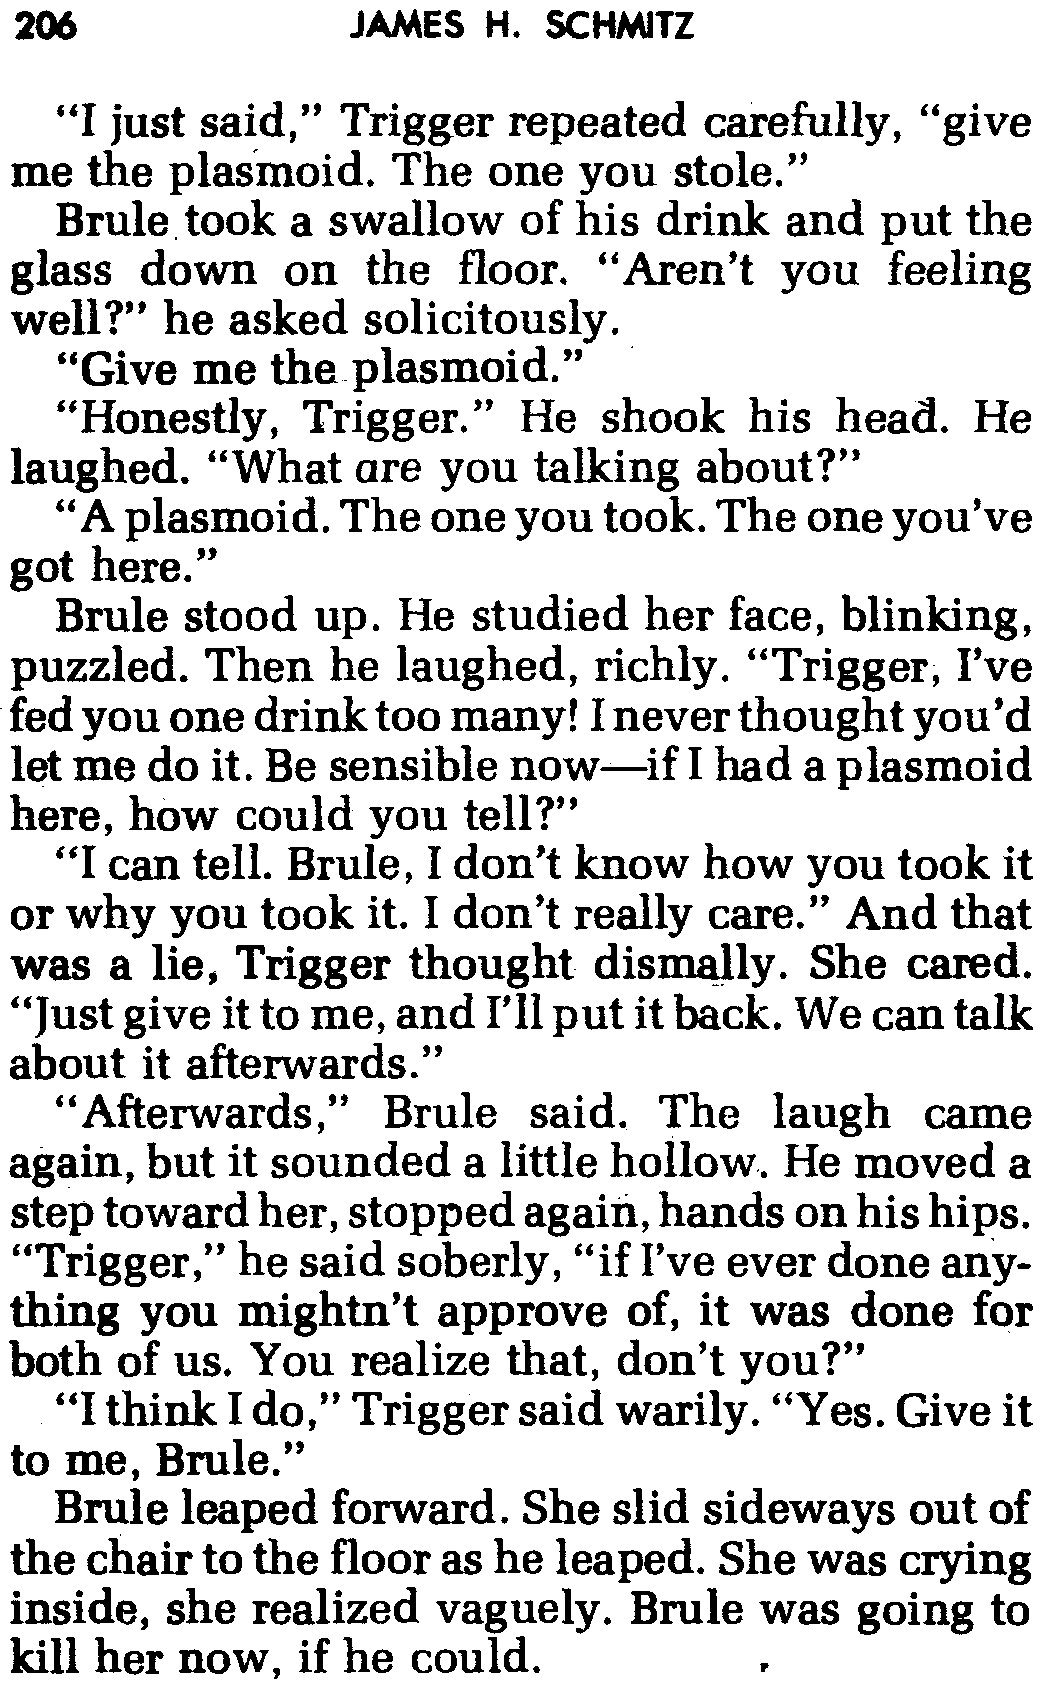 206 JAMES H. SCHMITZ
“I just said,” Trigger repeated carefully, “give
me the plasmoid. The one you stole.”
Brule took a swallow of his drink and put the
glass down on the floor. “Aren’t you feeling
well?” he asked solicitously.
“Give me the plasmoid.”
“Honestly, Trigger.” He shook his head. He
laughed. “What are you talking about?”
“A plasmoid. The one you took. The one you’ve
got here.”
Brule stood up. He studied her face, blinking,
puzzled. Then he laughed, richly. “Trigger, I’ve
fed you one drink too many! I never thought you’d
let me do it. Be sensible now—if I had a plasmoid
here, how could you tell?”
“I can tell. Brule, I don’t know how you took it
or why you took it. I don’t really care.” And that
was a lie, Trigger thought dismally. She cared.
“Just give it to me, and I’ll put it back. We can talk
about it afterwards.”
“Afterwards,” Brule said. The laugh came
again, but it sounded a little hollow. He moved a
step toward her, stopped again, hands on his hips.
“Trigger,” he said soberly, “if I’ve ever done any-
thing you mightn’t approve of, it was done for
both of us. You realize that, don’t you?”
“I think I do,” Trigger said warily. “Yes. Give it
to me, Brule.”
Brule leaped forward. She slid sideways out of
the chair to the floor as he leaped. She was crying
inside, she realized vaguely. Brule was going to
kill her now, if he could.